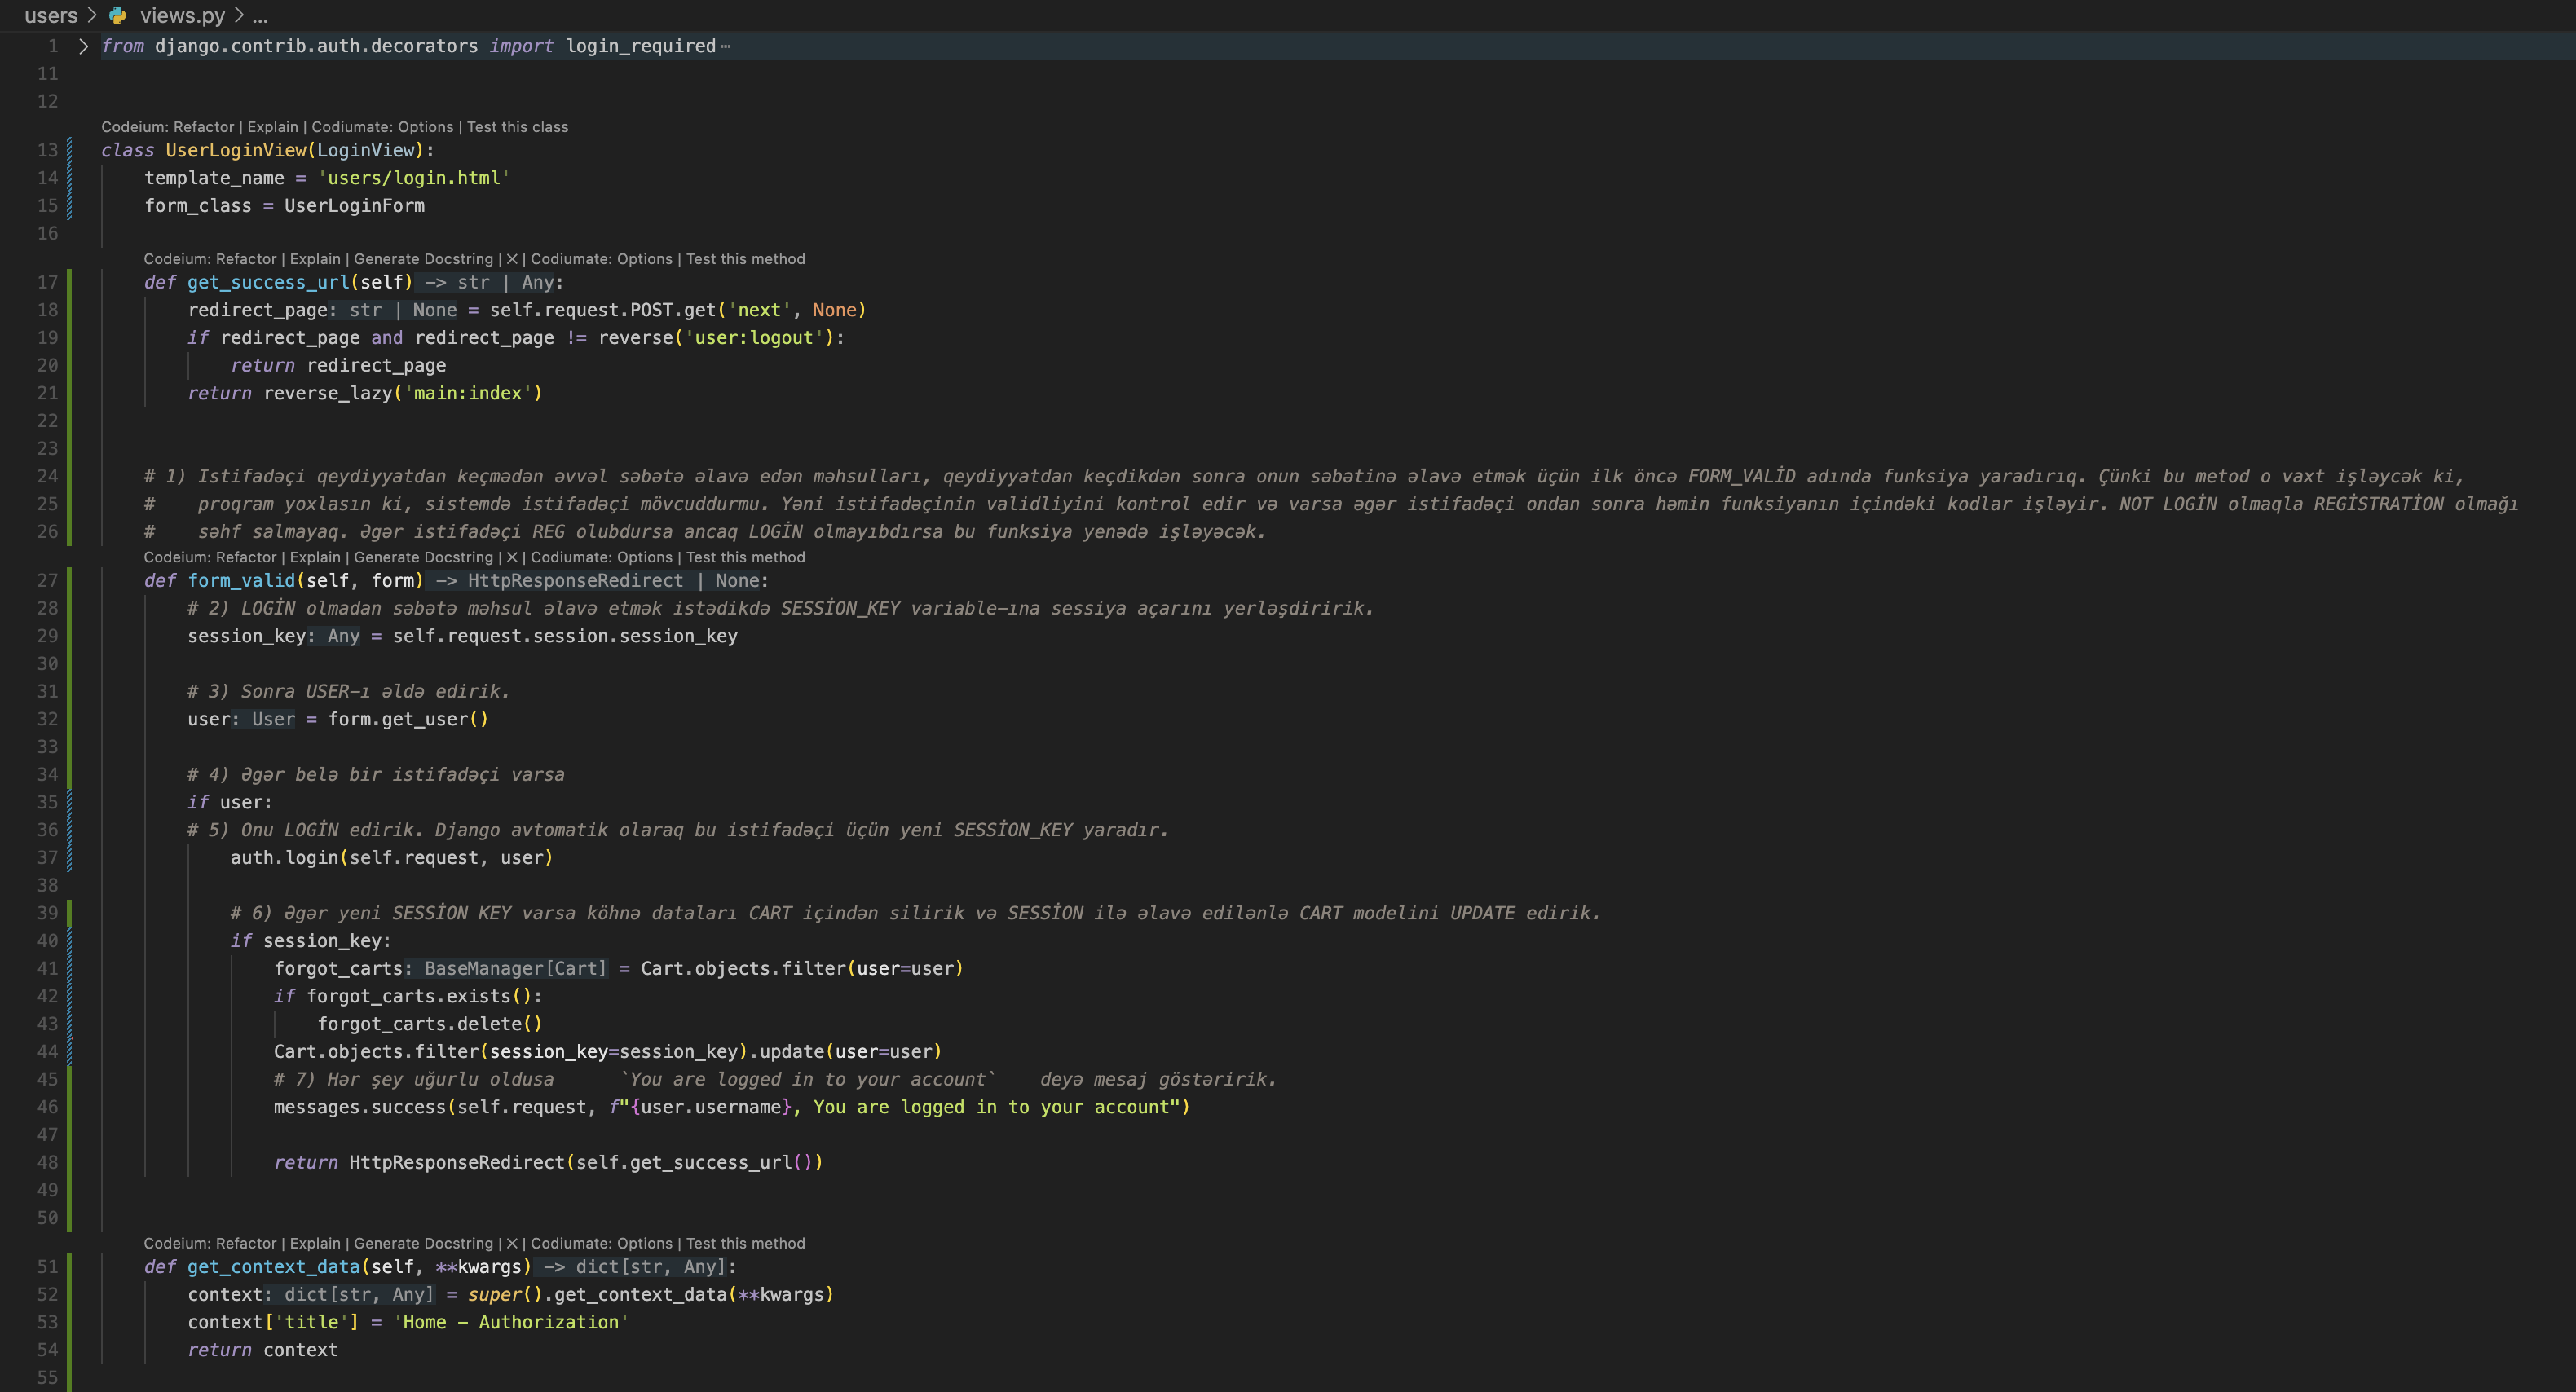 users > views.py > ...
1 > from django.contrib.auth.decorators import login_required ⋯
11
12
Codeium: Refactor | Explain | Codiumate: Options | Test this class
13 class UserLoginView(LoginView):
14 template_name = 'users/login.html'
15 form_class = UserLoginForm
16
Codeium: Refactor | Explain | Generate Docstring | X | Codiumate: Options | Test this method
17 def get_success_url(self) -> str | Any:
18 redirect_page: str | None = self.request.POST.get('next', None)
19 if redirect_page and redirect_page != reverse('user:logout'):
20 return redirect_page
21 return reverse_lazy('main:index')
22
23
24 # 1) Istifadəçi qeydiyyatdan keçmədən əvvəl səbətə əlavə edən məhsulları, qeydiyyatdan keçdikdən sonra onun səbətinə əlavə etmək üçün ilk öncə FORM_VALİD adında funksiya yaradırıq. Çünki bu metod o vaxt işləycək ki,
25 # proqram yoxlasın ki, sistemdə istifadəçi mövcuddurmu. Yəni istifadəçinin validliyini kontrol edir və varsa əgər istifadəçi ondan sonra həmin funksiyanın içindəki kodlar işləyir. NOT LOGİN olmaqla REGİSTRATİON olmağı
26 # səhf salmayaq. Əgər istifadəçi REG olubdursa ancaq LOGİN olmayıbdırsa bu funksiya yenədə işləyəcək.
Codeium: Refactor | Explain | Generate Docstring | X | Codiumate: Options | Test this method
27 def form_valid(self, form) -> HttpResponseRedirect | None:
28 # 2) LOGİN olmadan səbətə məhsul əlavə etmək istədikdə SESSİON_KEY variable-ına sessiya açarını yerləşdiririk.
29 session_key: Any = self.request.session.session_key
30
31 # 3) Sonra USER-ı əldə edirik.
32 user: User = form.get_user()
33
34 # 4) Əgər belə bir istifadəçi varsa
35 if user:
36 # 5) Onu LOGİN edirik. Django avtomatik olaraq bu istifadəçi üçün yeni SESSİON_KEY yaradır.
37 auth.login(self.request, user)
38
39 # 6) Əgər yeni SESSİON KEY varsa köhnə dataları CART içindən silirik və SESSİON ilə əlavə edilənlə CART modelini UPDATE edirik.
40 if session_key:
41 forgot_carts: BaseManager[Cart] = Cart.objects.filter(user=user)
42 if forgot_carts.exists():
43 forgot_carts.delete()
44 Cart.objects.filter(session_key=session_key).update(user=user)
45 # 7) Hər şey uğurlu oldusa `You are logged in to your account` deyə mesaj göstəririk.
46 messages.success(self.request, f"{user.username}, You are logged in to your account")
47
48 return HttpResponseRedirect(self.get_success_url())
49
50
Codeium: Refactor | Explain | Generate Docstring | X | Codiumate: Options | Test this method
51 def get_context_data(self, **kwargs) -> dict[str, Any]:
52 context: dict[str, Any] = super().get_context_data(**kwargs)
53 context['title'] = 'Home - Authorization'
54 return context
55